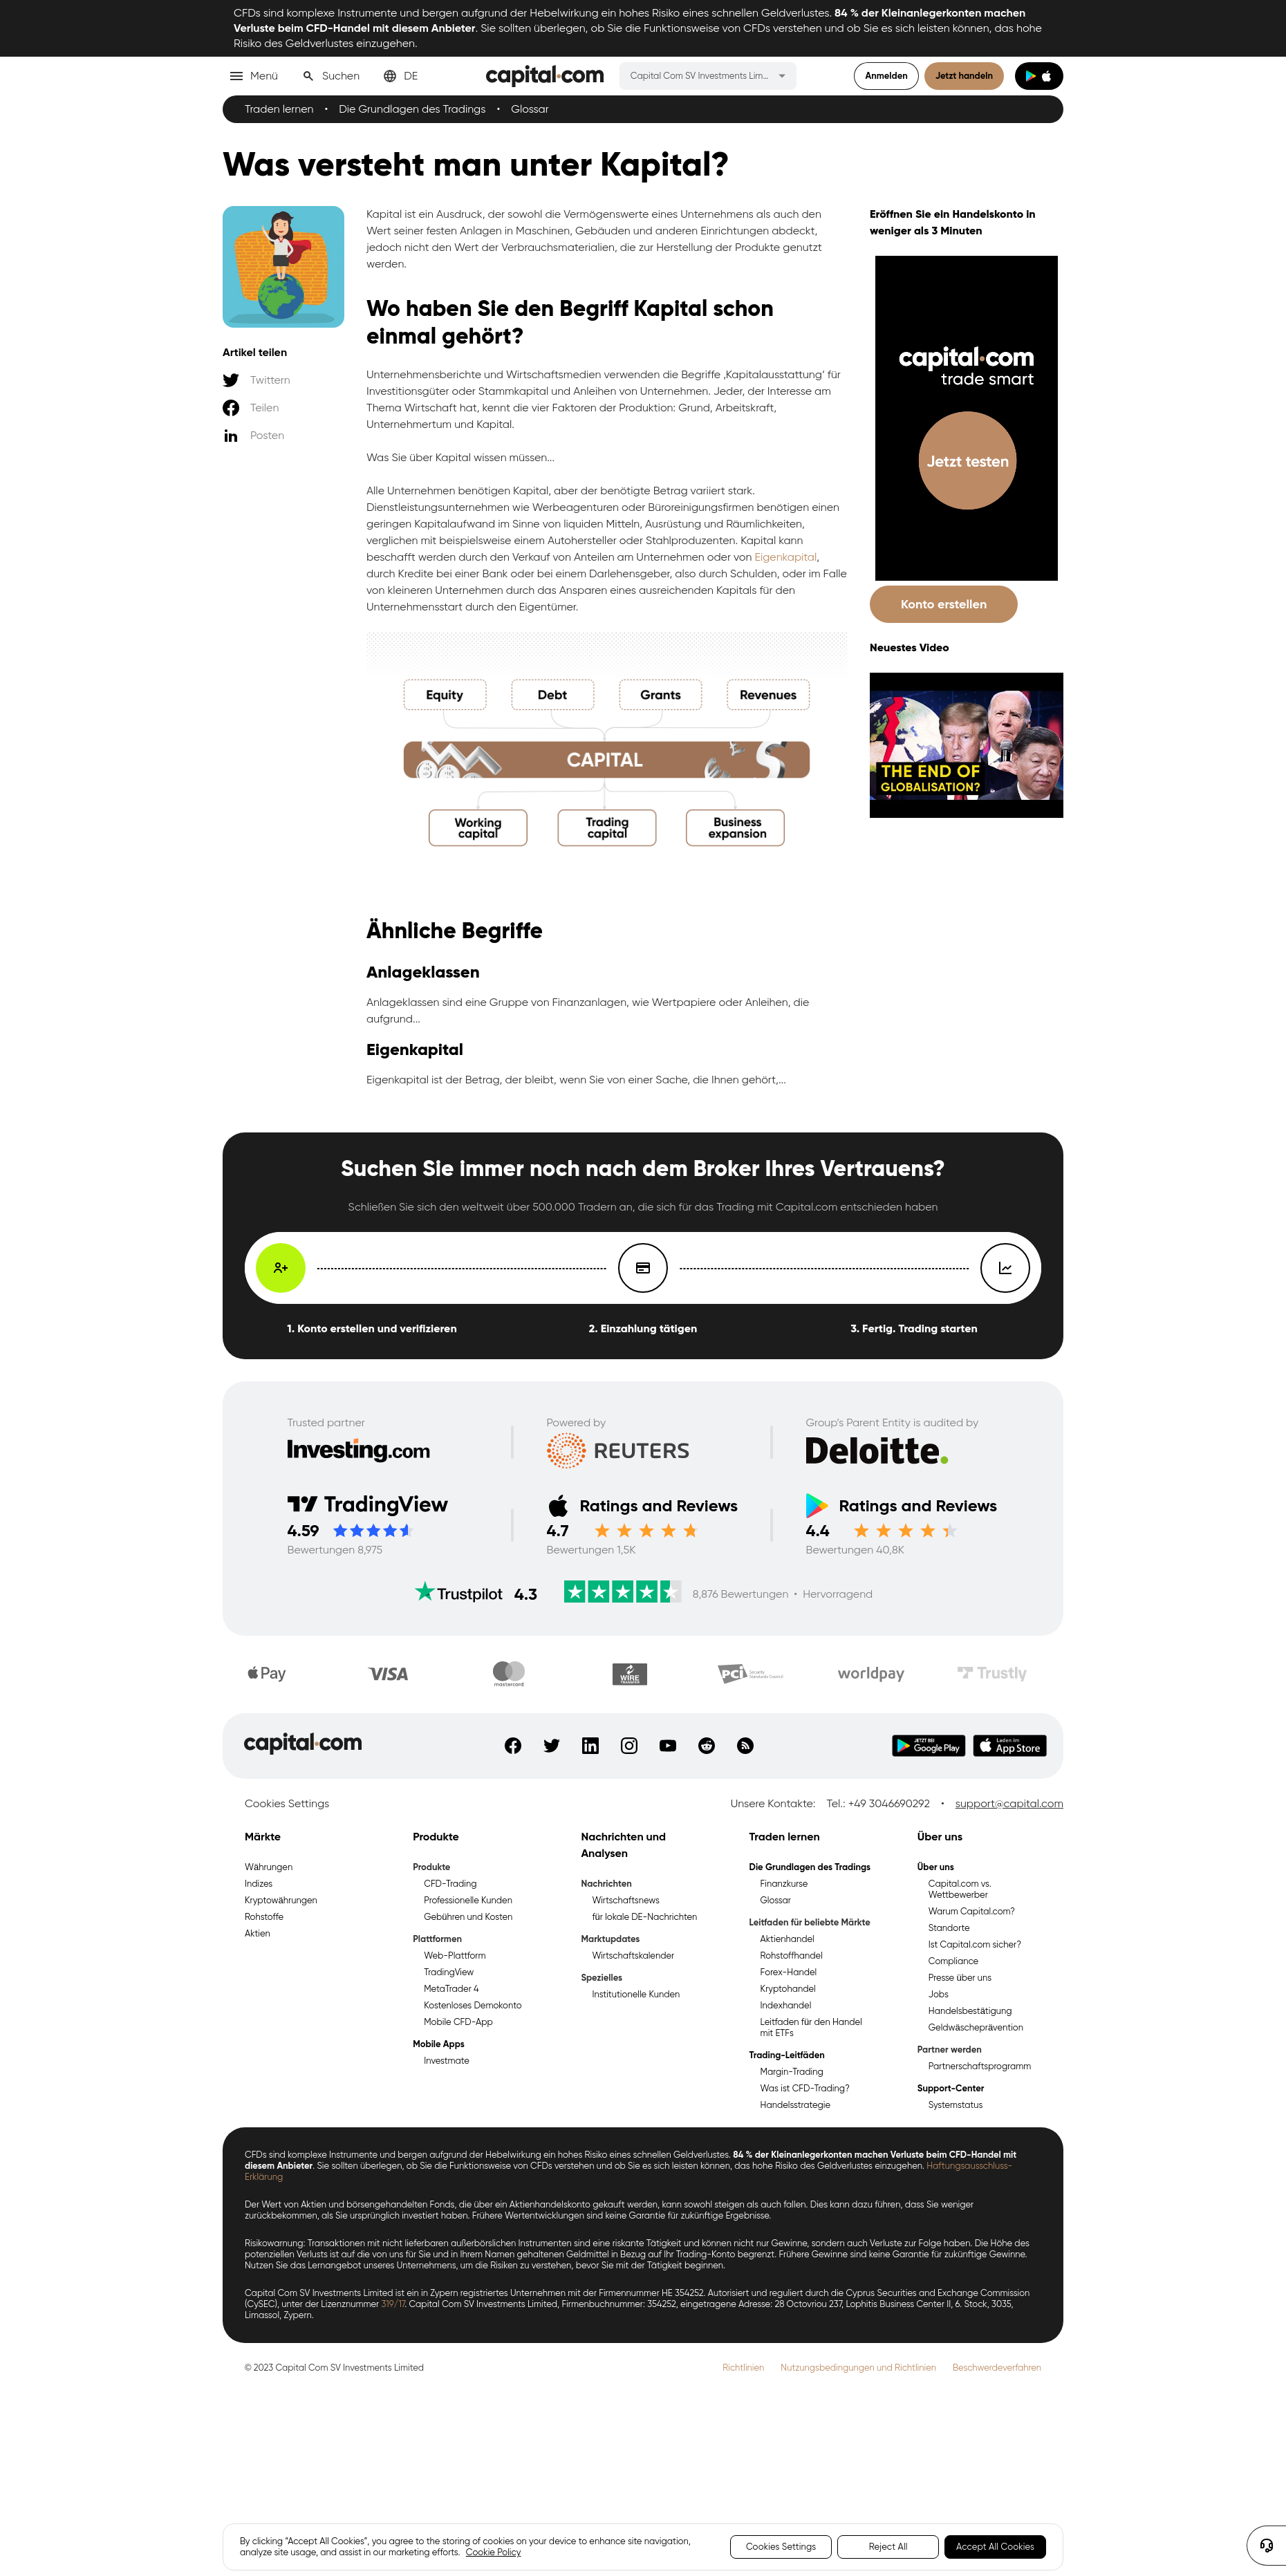 CFDs sind komplexe Instrumente und bergen aufgrund der Hebelwirkung ein hohes Risiko eines schnellen Geldverlustes. 84 % der Kleinanlegerkonten machen
Verluste beim CFD-Handel mit diesem Anbieter. Sie sollten überlegen, ob Sie die Funktionsweise von CFDs verstehen und ob Sie es sich leisten können, das hohe
Risiko des Geldverlustes einzugehen.
Menü Suchen DE capital.com Capital Com SV Investments Lim... Anmelden Jetzt handeln
Traden lernen • Die Grundlagen des Tradings • Glossar
Was versteht man unter Kapital?
Artikel teilen
Twittern
Teilen
Posten
Kapital ist ein Ausdruck, der sowohl die Vermögenswerte eines Unternehmens als auch den
Wert seiner festen Anlagen in Maschinen, Gebäuden und anderen Einrichtungen abdeckt,
jedoch nicht den Wert der Verbrauchsmaterialien, die zur Herstellung der Produkte genutzt
werden.
Wo haben Sie den Begriff Kapital schon
einmal gehört?
Unternehmensberichte und Wirtschaftsmedien verwenden die Begriffe ‚Kapitalausstattung‘ für
Investitionsgüter oder Stammkapital und Anleihen von Unternehmen. Jeder, der Interesse am
Thema Wirtschaft hat, kennt die vier Faktoren der Produktion: Grund, Arbeitskraft,
Unternehmertum und Kapital.
Was Sie über Kapital wissen müssen...
Alle Unternehmen benötigen Kapital, aber der benötigte Betrag variiert stark.
Dienstleistungsunternehmen wie Werbeagenturen oder Büroreinigungsfirmen benötigen einen
geringen Kapitalaufwand im Sinne von liquiden Mitteln, Ausrüstung und Räumlichkeiten,
verglichen mit beispielsweise einem Autohersteller oder Stahlproduzenten. Kapital kann
beschafft werden durch den Verkauf von Anteilen am Unternehmen oder von Eigenkapital,
durch Kredite bei einer Bank oder bei einem Darlehensgeber, also durch Schulden, oder im Falle
von kleineren Unternehmen durch das Ansparen eines ausreichenden Kapitals für den
Unternehmensstart durch den Eigentümer.
Equity Debt Grants Revenues
CAPITAL
Working
capital
Trading
capital
Business
expansion
Eröffnen Sie ein Handelskonto in
weniger als 3 Minuten
capital.com
trade smart
Jetzt testen
Konto erstellen
Neuestes Video
THE END OF
GLOBALISATION?
Ähnliche Begriffe
Anlageklassen
Anlageklassen sind eine Gruppe von Finanzanlagen, wie Wertpapiere oder Anleihen, die
aufgrund...
Eigenkapital
Eigenkapital ist der Betrag, der bleibt, wenn Sie von einer Sache, die Ihnen gehört,...
Suchen Sie immer noch nach dem Broker Ihres Vertrauens?
Schließen Sie sich den weltweit über 500.000 Tradern an, die sich für das Trading mit Capital.com entschieden haben
1. Konto erstellen und verifizieren 2. Einzahlung tätigen 3. Fertig. Trading starten
Trusted partner
Investing.com
Powered by
REUTERS
Group's Parent Entity is audited by
Deloitte.
TradingView
4.59
Bewertungen 8,975
Ratings and Reviews
4.7
Bewertungen 1,5K
Ratings and Reviews
4.4
Bewertungen 40,8K
Trustpilot 4.3 8,876 Bewertungen • Hervorragend
Pay VISA mastercard WIRE TRANSFER PCI Security Standards Council worldpay Trustly
capital.com JETZT BEI Google Play Laden im App Store
Cookies Settings Unsere Kontakte: Tel.: +49 3046690292 • support@capital.com
Märkte
Währungen
Indizes
Kryptowährungen
Rohstoffe
Aktien
Produkte
Produkte
CFD-Trading
Professionelle Kunden
Gebühren und Kosten
Plattformen
Web-Plattform
TradingView
MetaTrader 4
Kostenloses Demokonto
Mobile CFD-App
Mobile Apps
Investmate
Nachrichten und
Analysen
Nachrichten
Wirtschaftsnews
für lokale DE-Nachrichten
Marktupdates
Wirtschaftskalender
Spezielles
Institutionelle Kunden
Traden lernen
Die Grundlagen des Tradings
Finanzkurse
Glossar
Leitfaden für beliebte Märkte
Aktienhandel
Rohstoffhandel
Forex-Handel
Kryptohandel
Indexhandel
Leitfaden für den Handel
mit ETFs
Trading-Leitfäden
Margin-Trading
Was ist CFD-Trading?
Handelsstrategie
Über uns
Über uns
Capital.com vs.
Wettbewerber
Warum Capital.com?
Standorte
Ist Capital.com sicher?
Compliance
Presse über uns
Jobs
Handelsbestätigung
Geldwäscheprävention
Partner werden
Partnerschaftsprogramm
Support-Center
Systemstatus
CFDs sind komplexe Instrumente und bergen aufgrund der Hebelwirkung ein hohes Risiko eines schnellen Geldverlustes. 84 % der Kleinanlegerkonten machen Verluste beim CFD-Handel mit
diesem Anbieter. Sie sollten überlegen, ob Sie die Funktionsweise von CFDs verstehen und ob Sie es sich leisten können, das hohe Risiko des Geldverlustes einzugehen. Haftungsausschluss-
Erklärung
Der Wert von Aktien und börsengehandelten Fonds, die über ein Aktienhandelskonto gekauft werden, kann sowohl steigen als auch fallen. Dies kann dazu führen, dass Sie weniger
zurückbekommen, als Sie ursprünglich investiert haben. Frühere Wertentwicklungen sind keine Garantie für zukünftige Ergebnisse.
Risikowarnung: Transaktionen mit nicht lieferbaren außerbörslichen Instrumenten sind eine riskante Tätigkeit und können nicht nur Gewinne, sondern auch Verluste zur Folge haben. Die Höhe des
potenziellen Verlusts ist auf die von uns für Sie und in Ihrem Namen gehaltenen Geldmittel in Bezug auf Ihr Trading-Konto begrenzt. Frühere Gewinne sind keine Garantie für zukünftige Gewinne.
Nutzen Sie das Lernangebot unseres Unternehmens, um die Risiken zu verstehen, bevor Sie mit der Tätigkeit beginnen.
Capital Com SV Investments Limited ist ein in Zypern registriertes Unternehmen mit der Firmennummer HE 354252. Autorisiert und reguliert durch die Cyprus Securities and Exchange Commission
(CySEC), unter der Lizenznummer 319/17. Capital Com SV Investments Limited, Firmenbuchnummer: 354252, eingetragene Adresse: 28 Octovriou 237, Lophitis Business Center II, 6. Stock, 3035,
Limassol, Zypern.
© 2023 Capital Com SV Investments Limited Richtlinien Nutzungsbedingungen und Richtlinien Beschwerdeverfahren
By clicking “Accept All Cookies”, you agree to the storing of cookies on your device to enhance site navigation,
analyze site usage, and assist in our marketing efforts. Cookie Policy
Cookies Settings Reject All Accept All Cookies